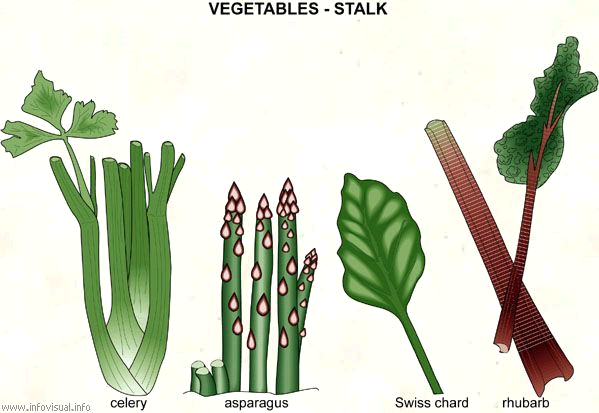 VEGETABLES - STALK
celery
asparagus
Swiss chard
rhubarb
www.infovisual.info